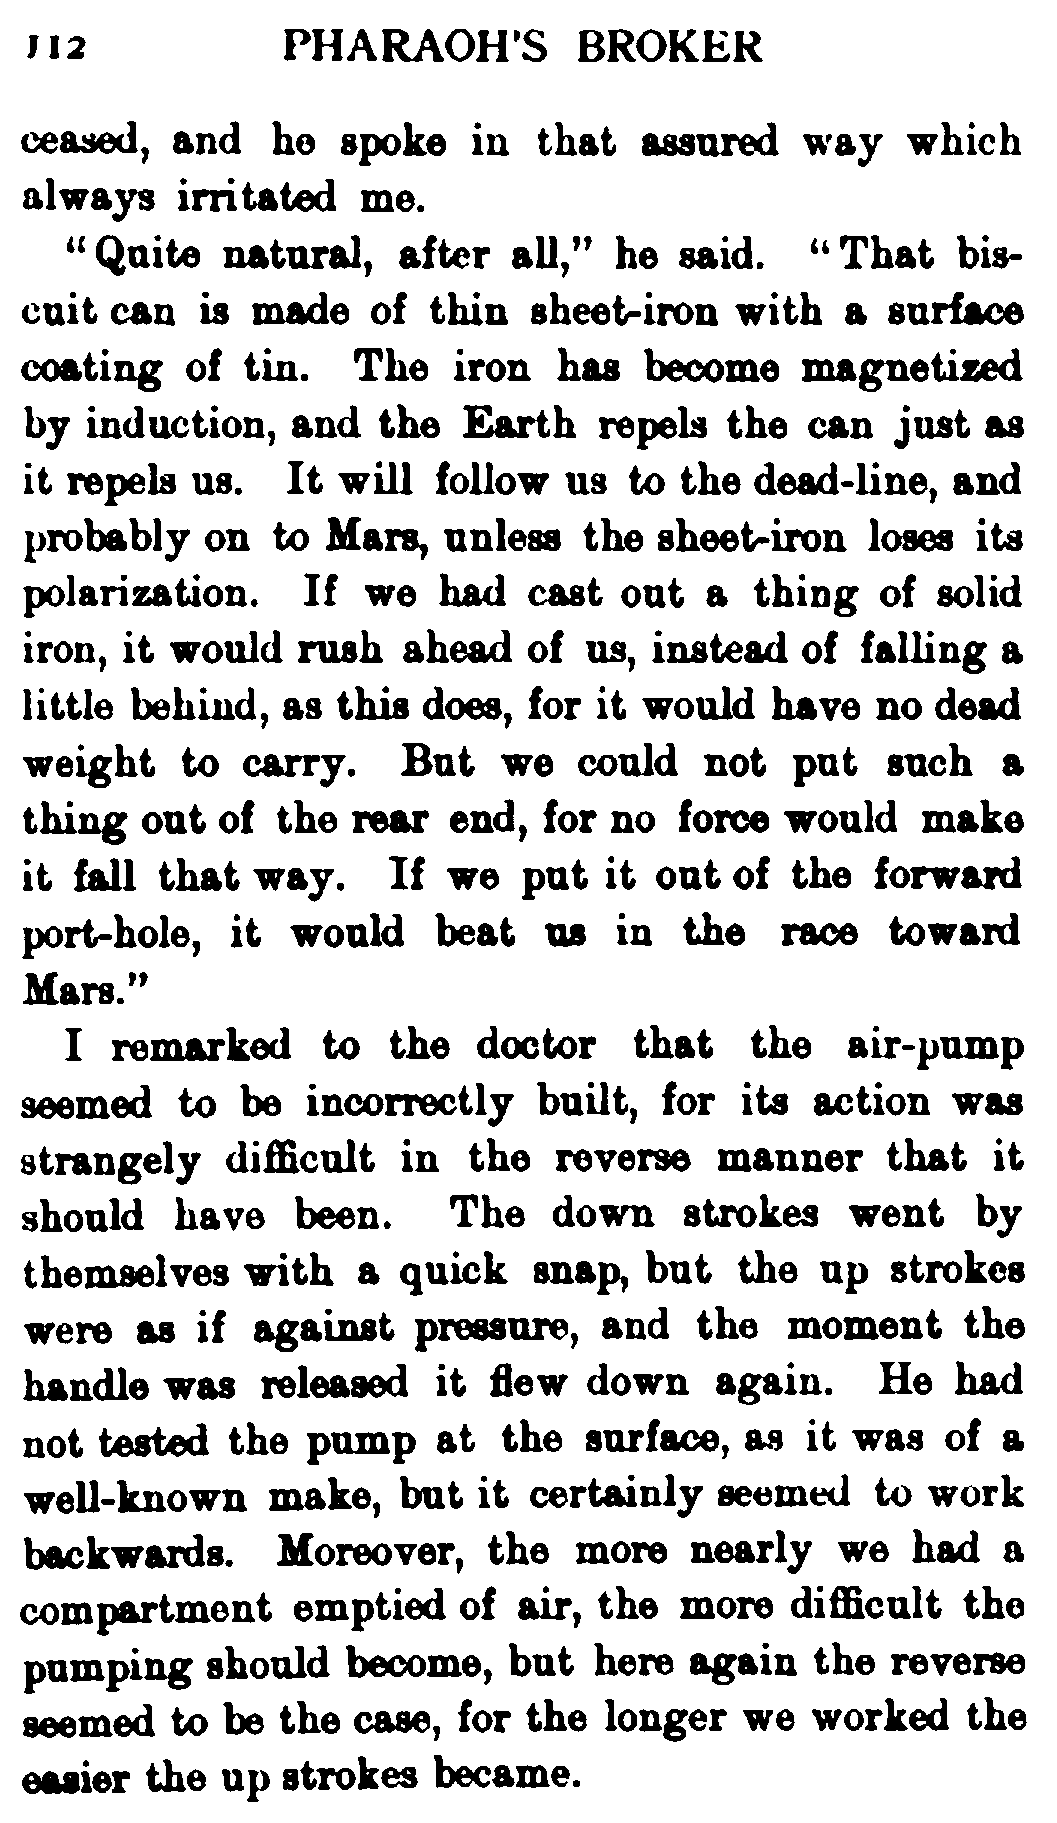 112 PHARAOH'S BROKER
ceased, and he spoke in that assured way which
always irritated me.
"Quite natural, after all," he said. "That bis-
cuit can is made of thin sheet-iron with a surface
coating of tin. The iron has become magnetized
by induction, and the Earth repels the can just as
it repels us. It will follow us to the dead-line, and
probably on to Mars, unless the sheet-iron loses its
polarization. If we had cast out a thing of solid
iron, it would rush ahead of us, instead of falling a
little behind, as this does, for it would have no dead
weight to carry. But we could not put such a
thing out of the rear end, for no force would make
it fall that way. If we put it out of the forward
port-hole, it would beat us in the race toward
Mars."
I remarked to the doctor that the air-pump
seemed to be incorrectly built, for its action was
strangely difficult in the reverse manner that it
should have been. The down strokes went by
themselves with a quick snap, but the up strokes
were as if against pressure, and the moment the
handle was released it flew down again. He had
not tested the pump at the surface, as it was of a
well-known make, but it certainly seemed to work
backwards. Moreover, the more nearly we had a
compartment emptied of air, the more difficult the
pumping should become, but here again the reverse
seemed to be the case, for the longer we worked the
easier the up strokes became.